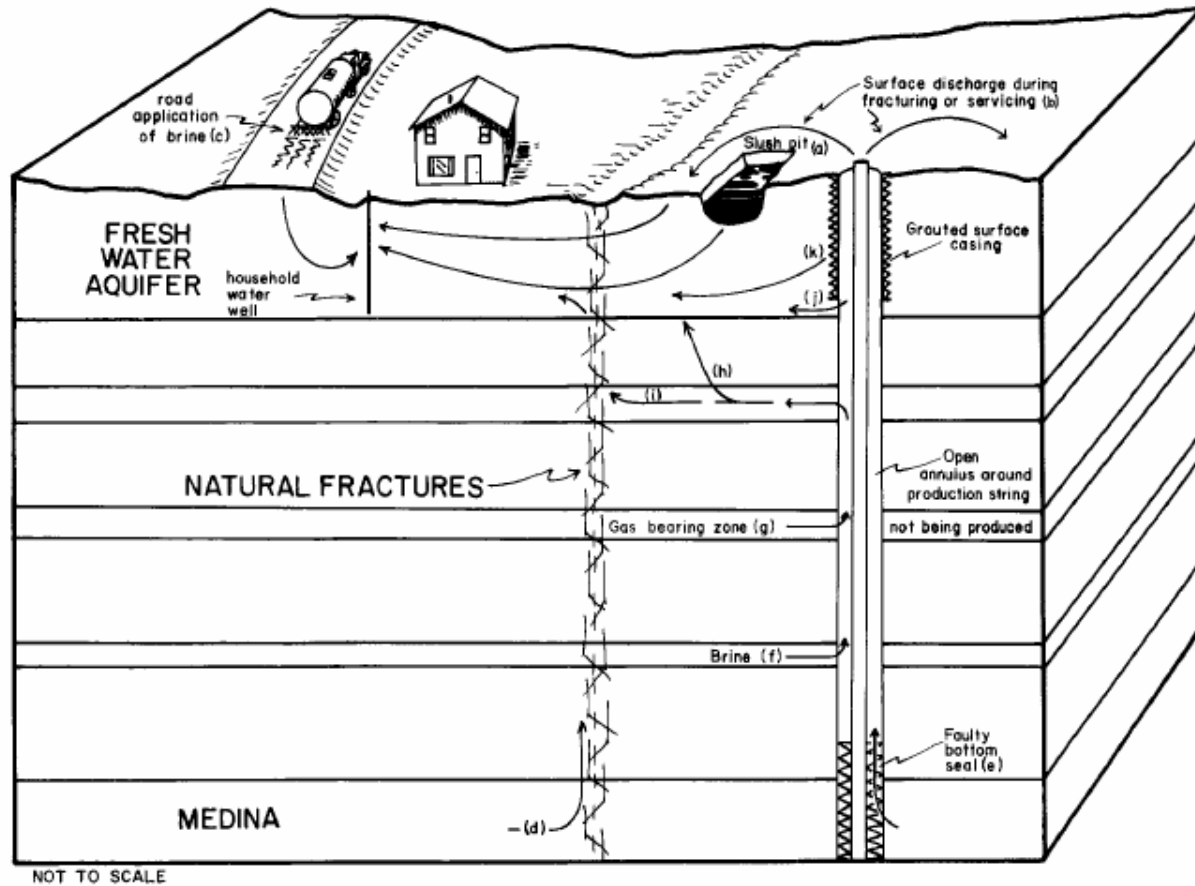 road
application
of brine (c)
Surface discharge during
fracturing or servicing (b)
Slush pit (a)
FRESH
WATER
AQUIFER
household
water
well
Grouted surface
casing
(k)
(j)
(h)
(i)
NATURAL FRACTURES
Open
annulus around
production string
Gas bearing zone (g)
not being produced
Brine (f)
Faulty
bottom
seal (e)
MEDINA
(d)
NOT TO SCALE